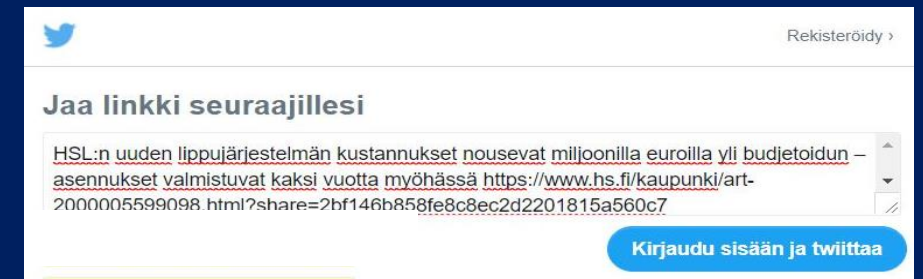 Rekisteröidy ›
Jaa linkki seuraajillesi
HSL:n uuden lippujärjestelmän kustannukset nousevat miljoonilla euroilla yli budjetoidun –
asennukset valmistuvat kaksi vuotta myöhässä https://www.hs.fi/kaupunki/art-
2000005599098.html?share=2bf146b858fe8c8ec2d2201815a560c7
Kirjaudu sisään ja twiittaa